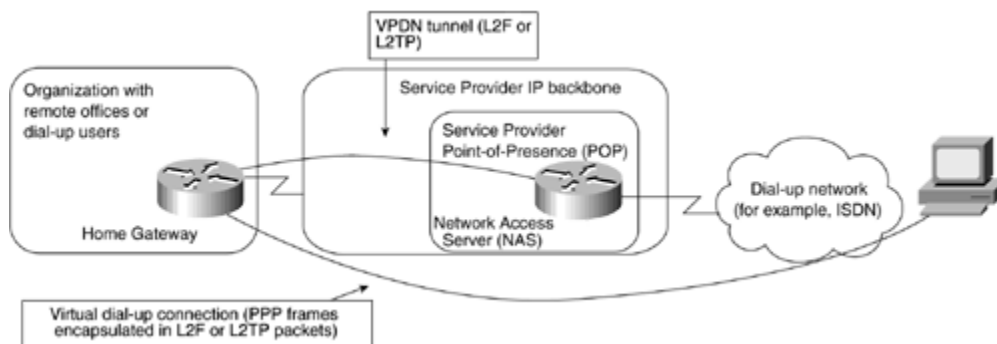 VPDN tunnel (L2F or
L2TP)
Organization with
remote offices or
dial-up users
Service Provider IP backbone
Service Provider
Point-of-Presence (POP)
Dial-up network
(for example, ISDN)
Home Gateway
Network Access
Server (NAS)
Virtual dial-up connection (PPP frames
encapsulated in L2F or L2TP packets)